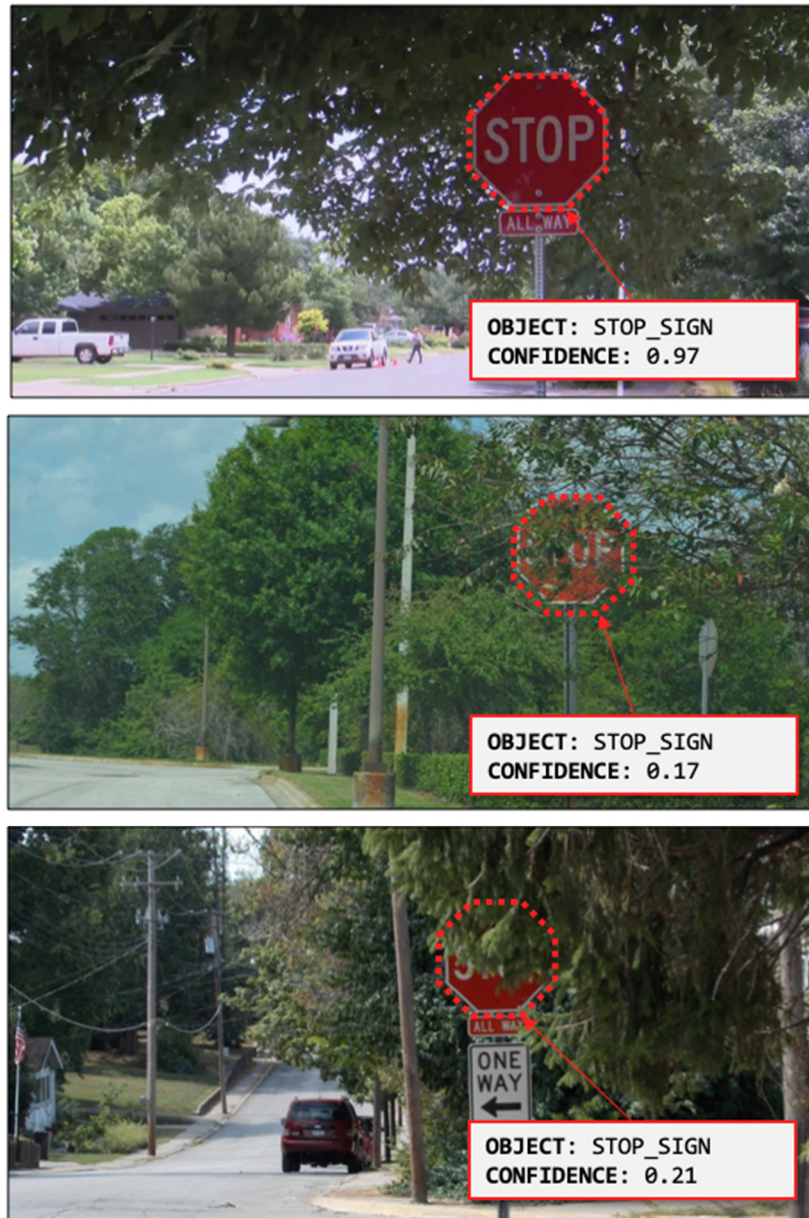 STOP
ALL WAY
OBJECT: STOP_SIGN
CONFIDENCE: 0.97
OBJECT: STOP_SIGN
CONFIDENCE: 0.17
ALL WAY
ONE
WAY
OBJECT: STOP_SIGN
CONFIDENCE: 0.21